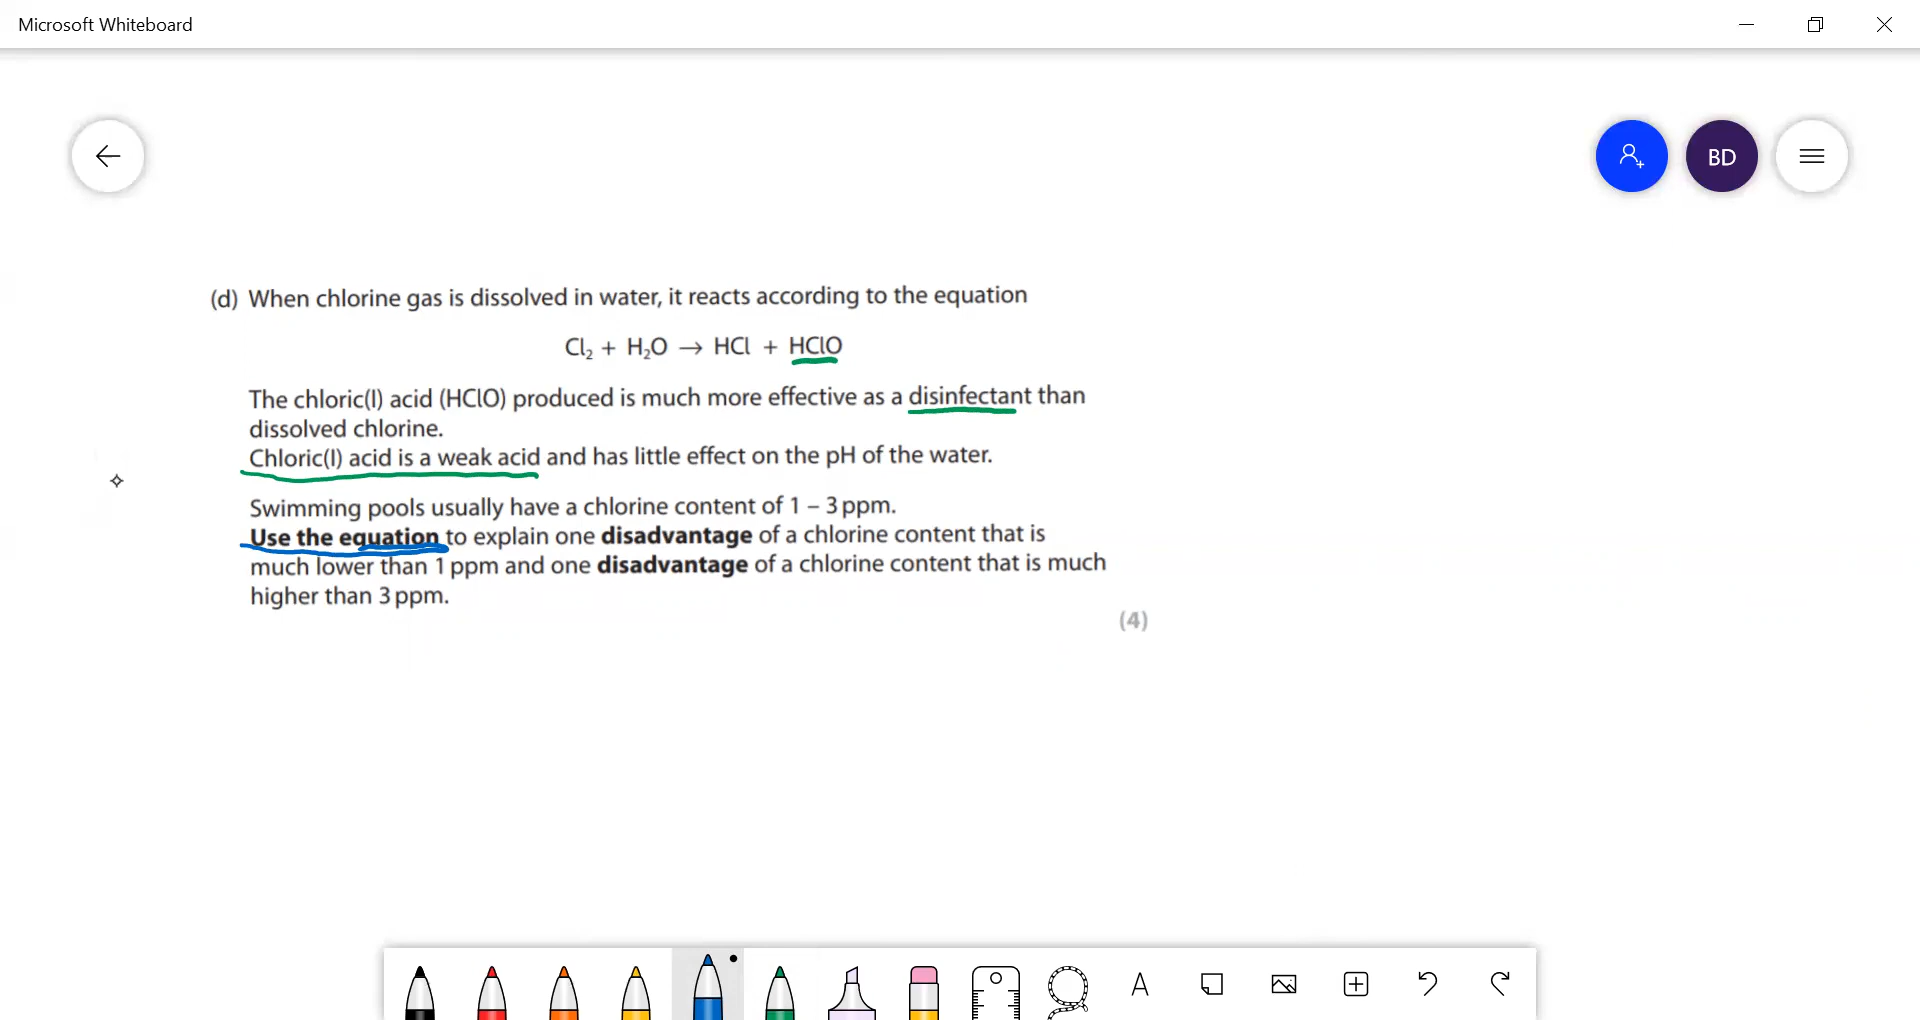 Microsoft Whiteboard
BD
(d) When chlorine gas is dissolved in water, it reacts according to the equation
Cl₂ + H₂O → HCl + HClO
The chloric(I) acid (HClO) produced is much more effective as a disinfectant than
dissolved chlorine.
Chloric(I) acid is a weak acid and has little effect on the pH of the water.
Swimming pools usually have a chlorine content of 1 – 3 ppm.
Use the equation to explain one disadvantage of a chlorine content that is
much lower than 1 ppm and one disadvantage of a chlorine content that is much
higher than 3 ppm.
(4)
A